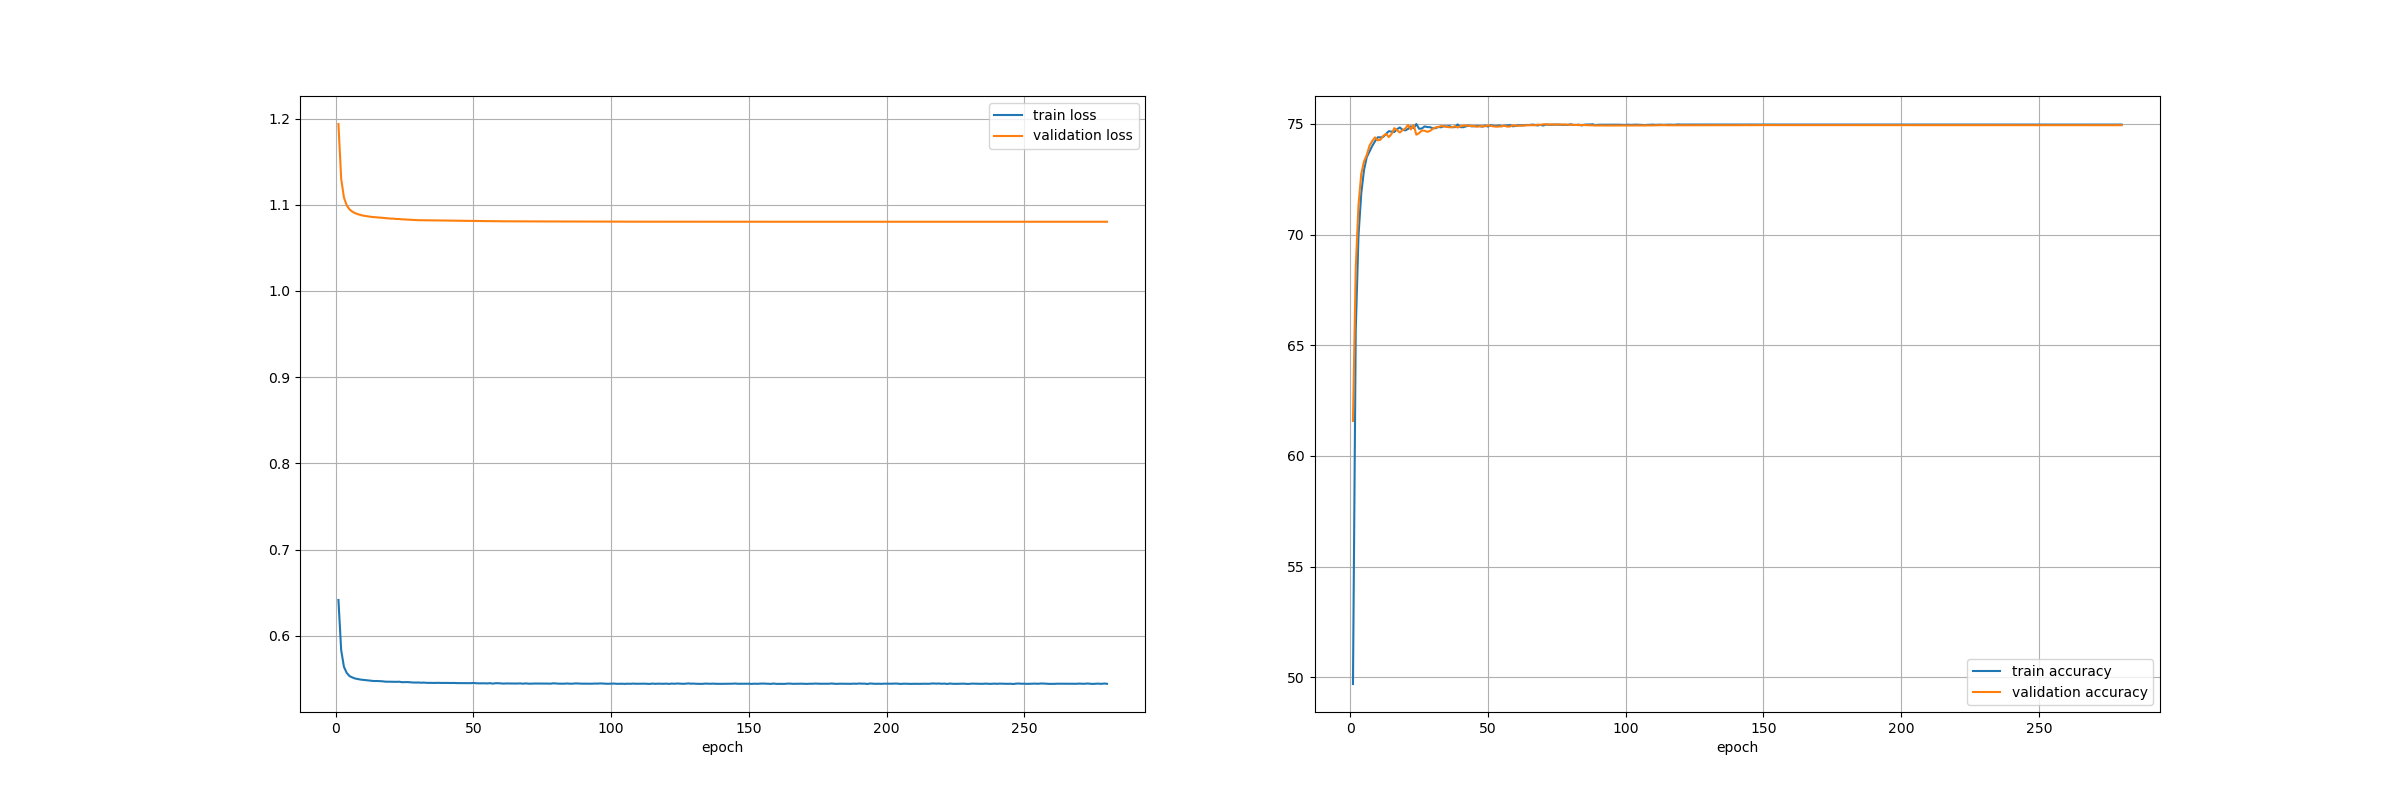 1.2
1.1
1.0
0.9
0.8
0.7
0.6
0 50 100 150 200 250
epoch
train loss
validation loss
75
70
65
60
55
50
0 50 100 150 200 250
epoch
train accuracy
validation accuracy